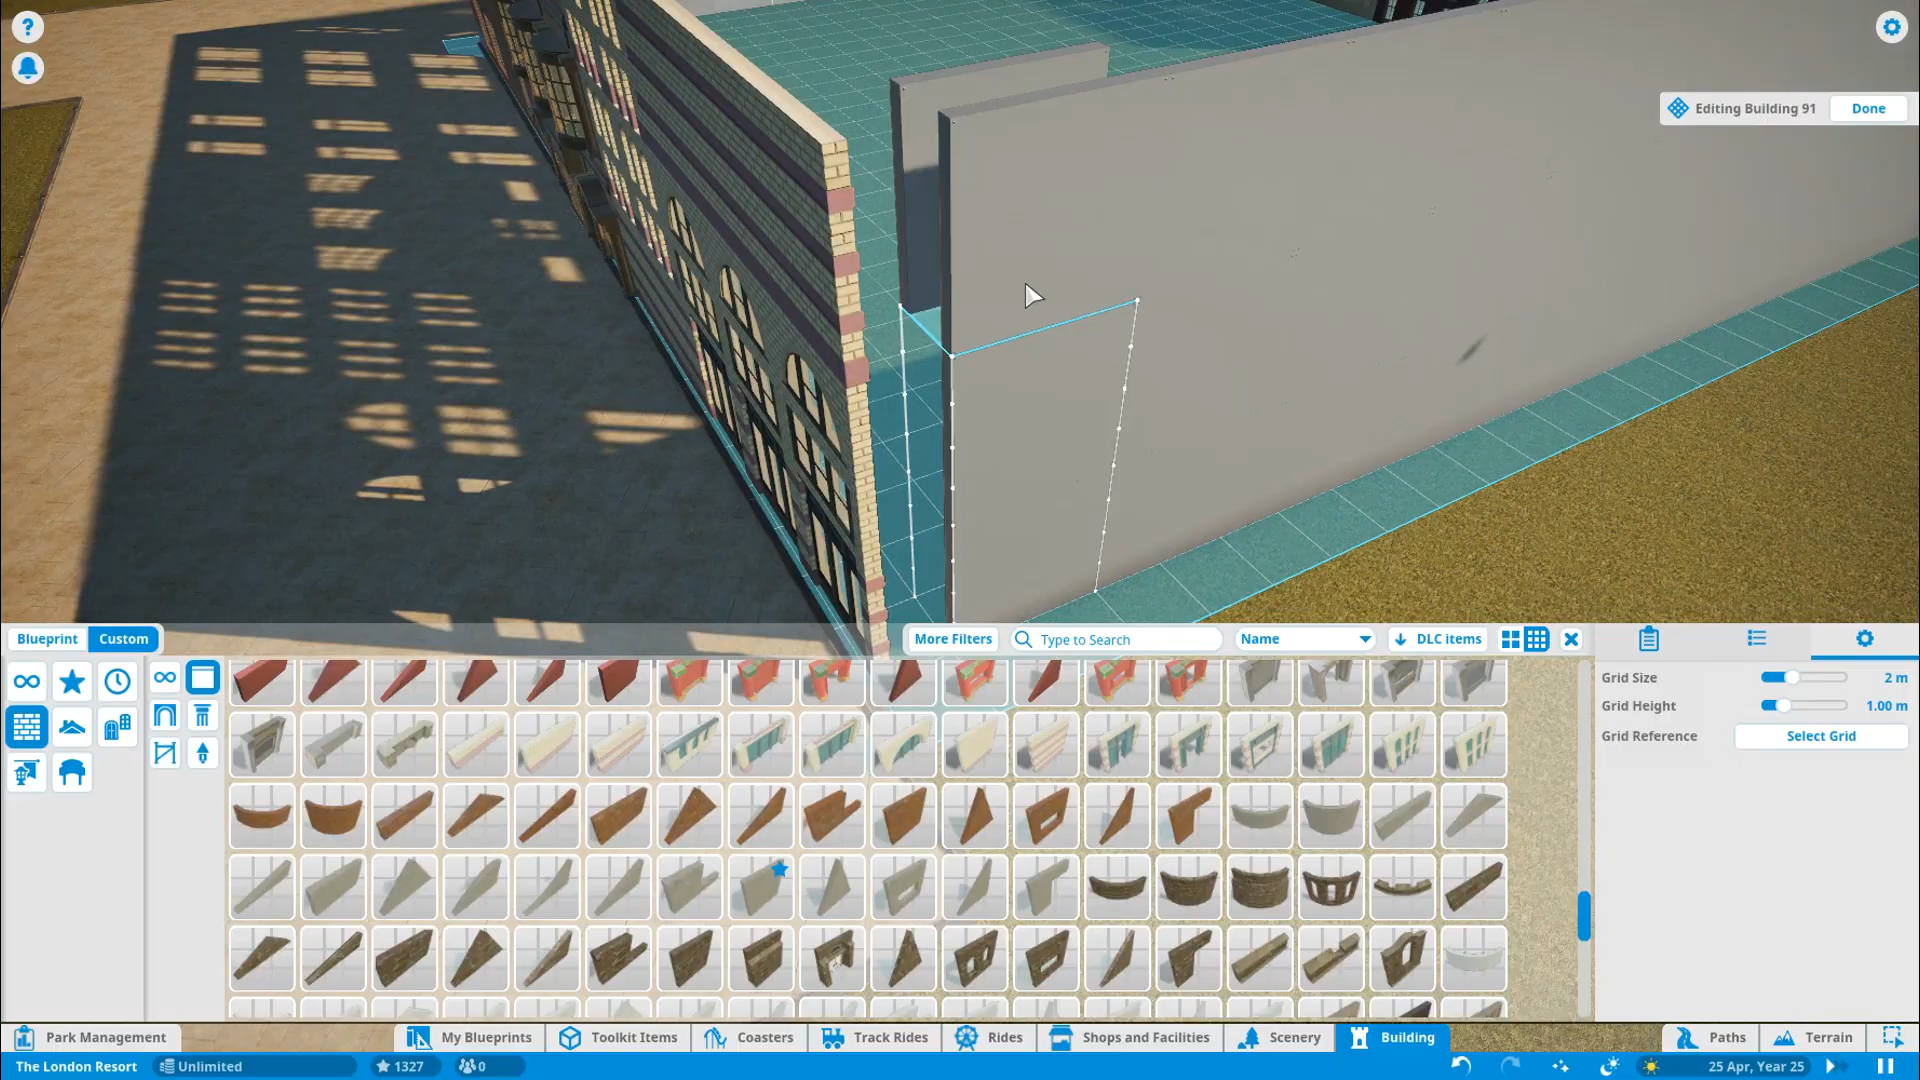 ?
Editing Building 91
Done
Blueprint
Custom
More Filters
Type to Search
Name
DLC items
Grid Size
2 m
Grid Height
1.00 m
Grid Reference
Select Grid
Park Management
My Blueprints
Toolkit Items
Coasters
Track Rides
Rides
Shops and Facilities
Scenery
Building
Paths
Terrain
The London Resort
Unlimited
1327
0
25 Apr, Year 25